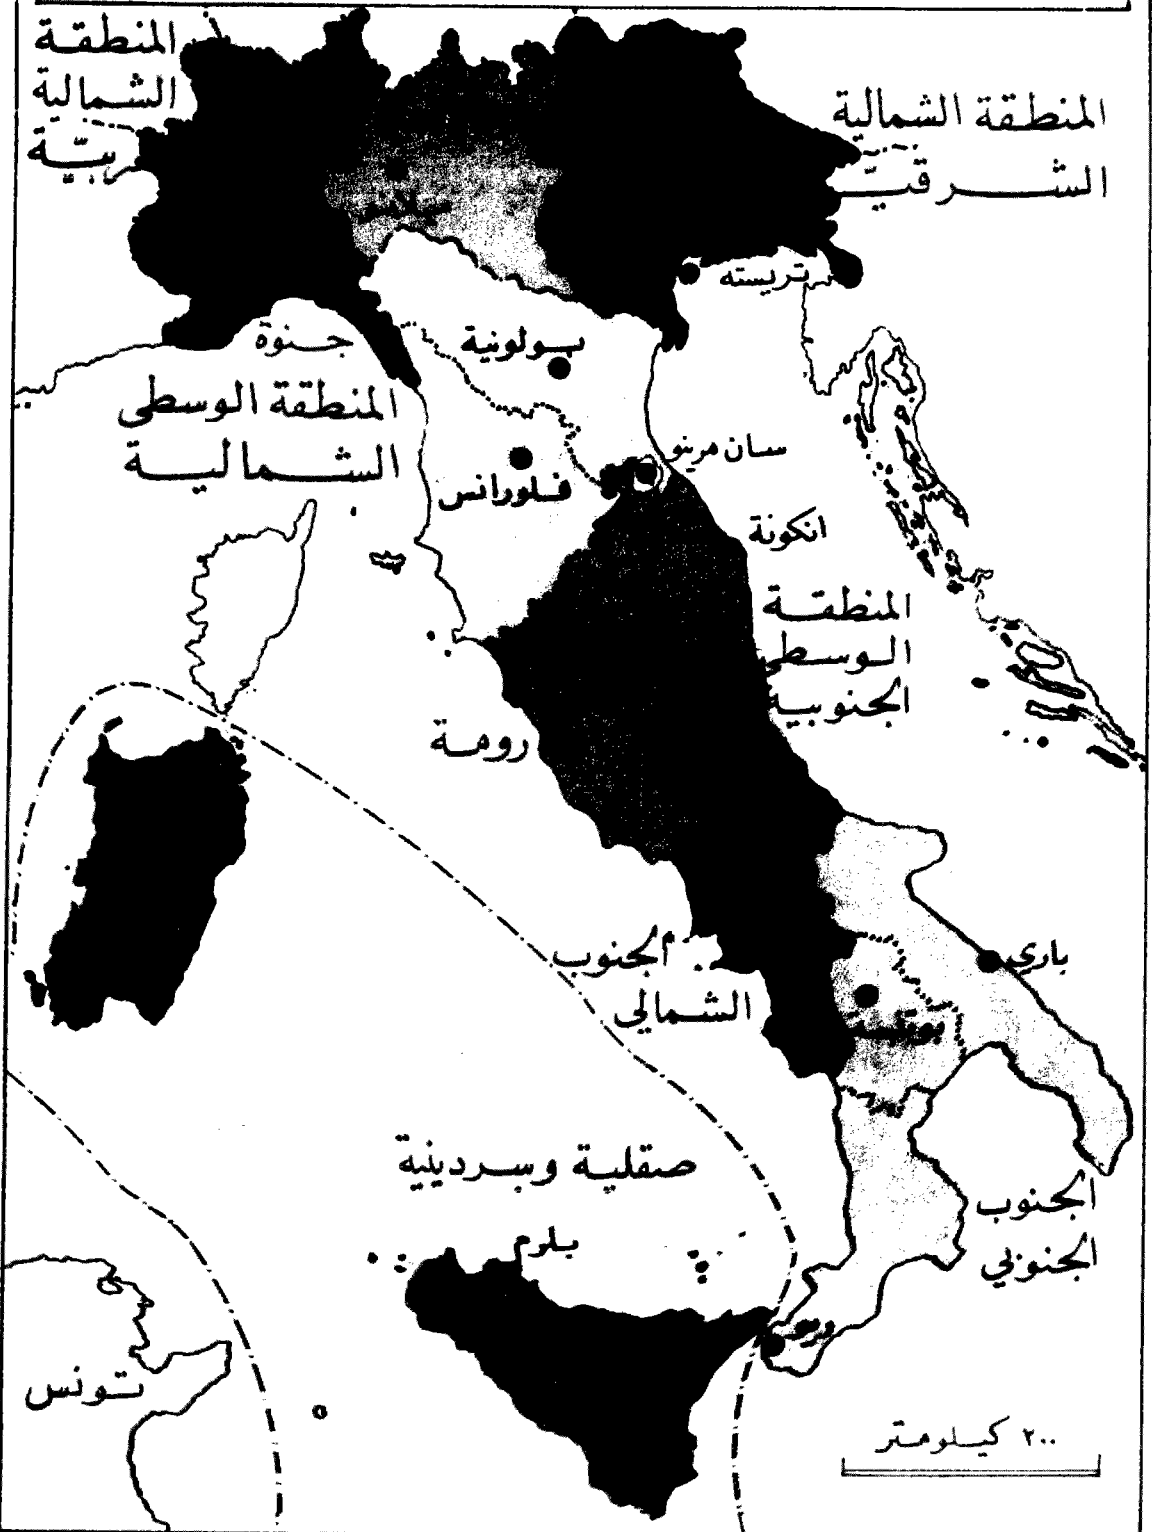 المنطقة
الشمالية
المنطقة الشمالية
الشرقيّة
تريسته
جنوة
بولونية
المنطقة الوسطى
الشمالية
سان مرينو
فلورانس
انكونة
المنطقة
الوسطى
الجنوبية
رومة
الجنوب
الشمالي
باري
صقلية وسردينية
بلرم
الجنوب
الجنوبي
تونس
٢٠٠ كيلومتر